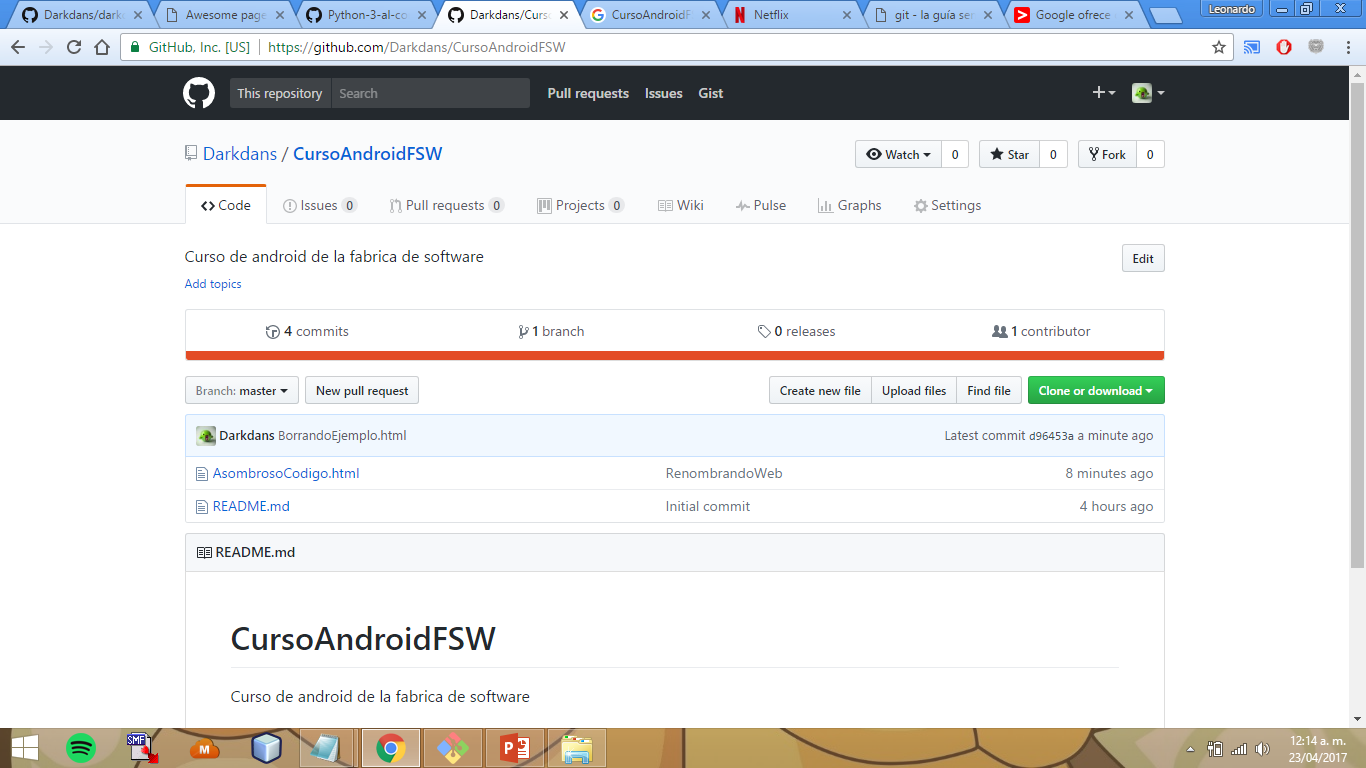 Darkdans/darkd
Awesome page
Python-3-al-co
Darkdans/Curs
CursoAndroidF
Netflix
git - la guía sen
Google ofrece
Leonardo
GitHub, Inc. [US] https://github.com/Darkdans/CursoAndroidFSW
This repository Search Pull requests Issues Gist
Darkdans / CursoAndroidFSW
Watch 0 Star 0 Fork 0
Code Issues 0 Pull requests 0 Projects 0 Wiki Pulse Graphs Settings
Curso de android de la fabrica de software
Edit
Add topics
4 commits 1 branch 0 releases 1 contributor
Branch: master New pull request Create new file Upload files Find file Clone or download
Darkdans BorrandoEjemplo.html Latest commit d96453a a minute ago
AsombrosoCodigo.html RenombrandoWeb 8 minutes ago
README.md Initial commit 4 hours ago
README.md
CursoAndroidFSW
Curso de android de la fabrica de software
SMF
M
P
12:14 a. m.
23/04/2017